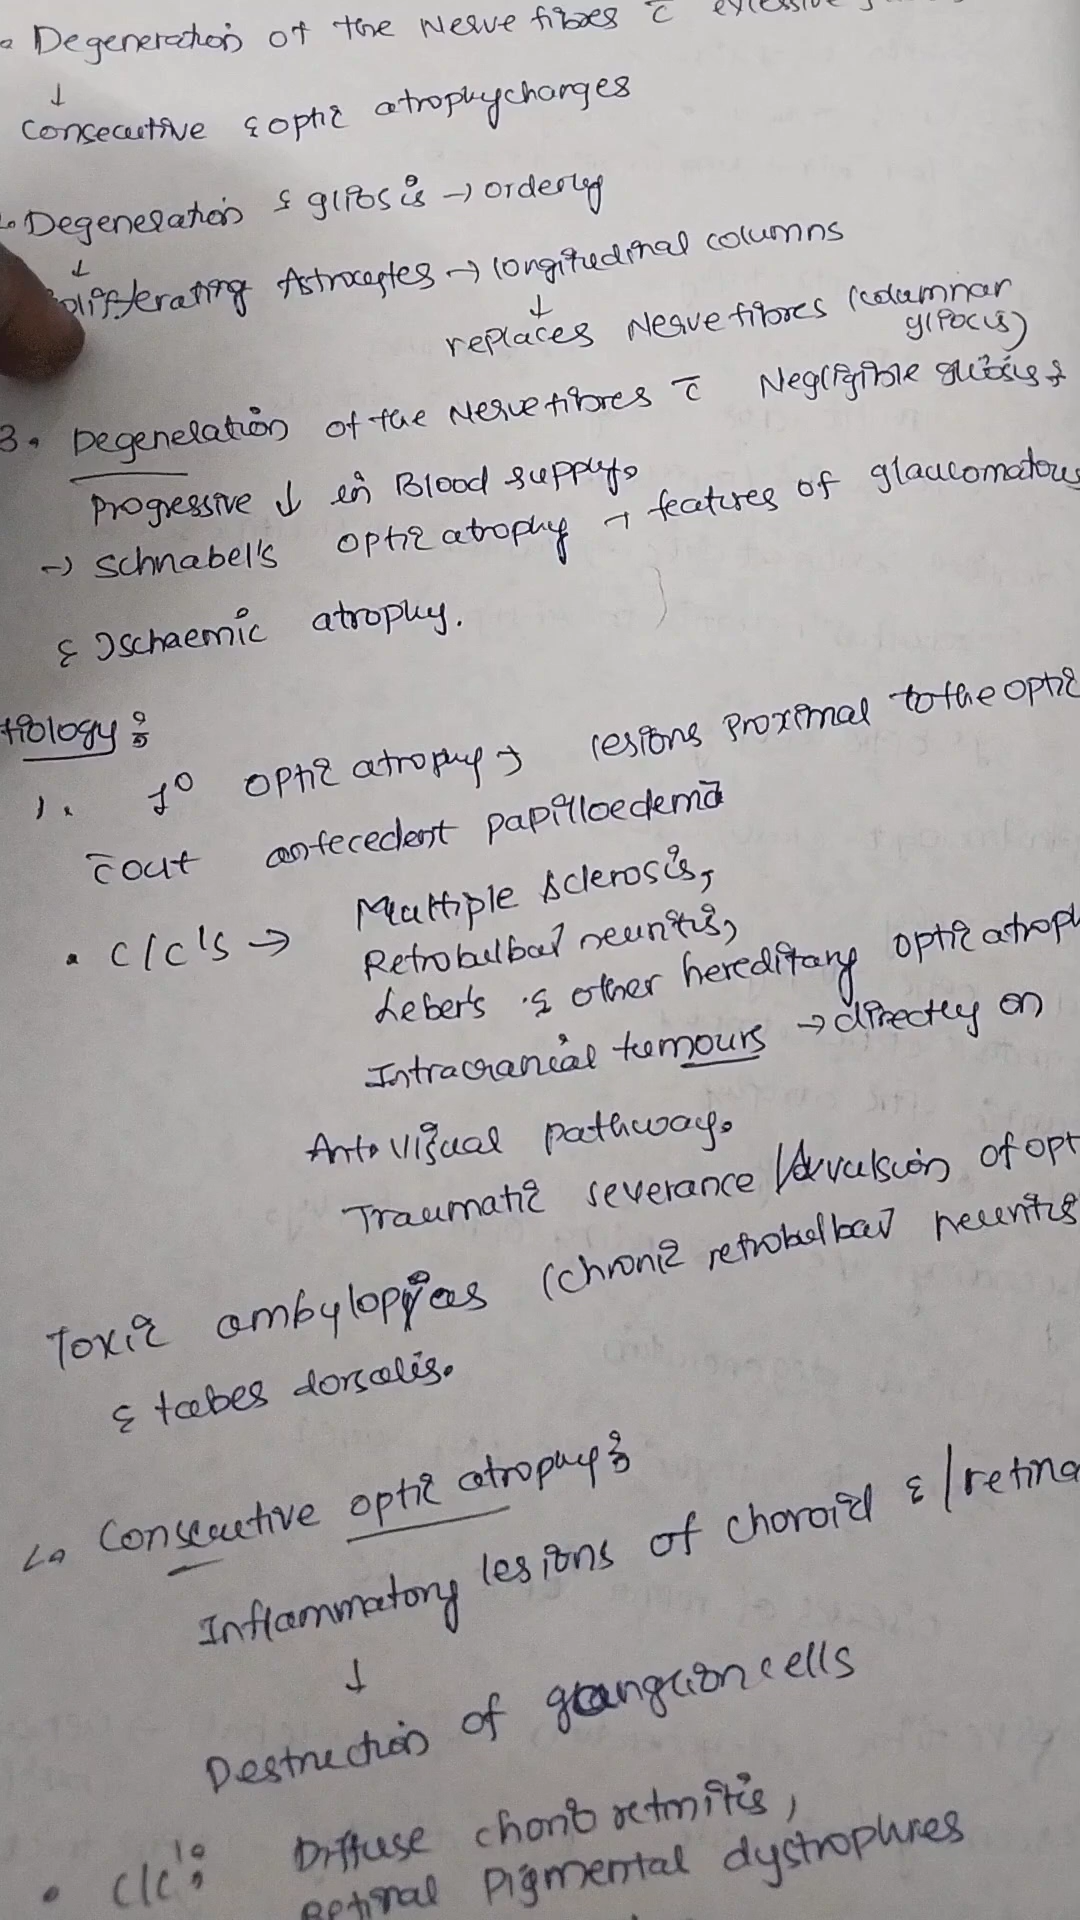 Degeneration of the Nerve fibres c̄ excessive
↓
Consecutive & optic atrophy changes
Degeneration & gliosis → orderly
↓
Astrocytes → longitudinal columns
↓
replaces Nerve fibres (columnar
gliocis)
3. Degeneration of the Nerve fibres c̄ Negligible gliosis &
Progressive ↓ in Blood supply.
→ Schnabel's optic atrophy → features of glaucomatous
& Ischaemic atrophy.
tiology:
1. 1° optic atrophy → lesions proximal to the optic
c̄out antecedent papilloedema
• C/C's → Multiple Sclerosis,
Retrobulbar neuritis,
Leber's & other hereditary optic atroph
Intracranial tumours → directly on
Ant. visual pathway.
Traumatic severance / Avulsion of opt
Toxic ambylopias (chronic retrobulbar neuritis
& tabes dorsalis.
2. Consecutive optic atrophy:
Inflammatory lesions of choroid & / retina
↓
Destruction of ganglion cells
• C/C's: Diffuse chorio retinitis,
Retinal Pigmental dystrophies